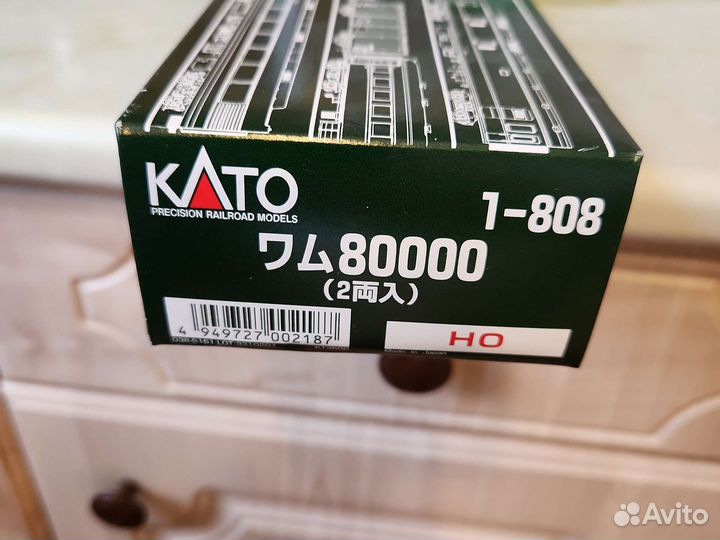 KATO
PRECISION RAILROAD MODELS
1-808
ワム80000
(2両入)
4 949727 002187
HO
Made in Japan
Avito